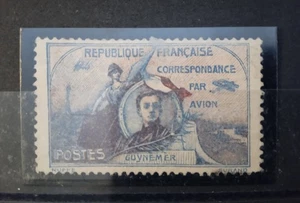 REPUBLIQUE FRANÇAISE
CORRESPONDANCE
PAR
AVION
POSTES
GUYNEMER